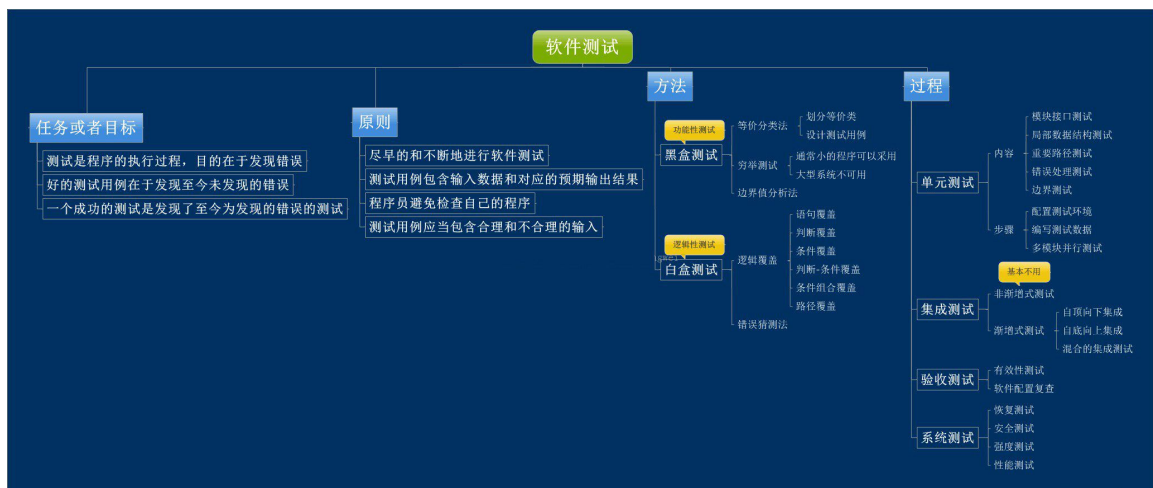 软件测试
任务或者目标
测试是程序的执行过程，目的在于发现错误
好的测试用例在于发现至今未发现的错误
一个成功的测试是发现了至今为发现的错误的测试
原则
尽早的和不断地进行软件测试
测试用例包含输入数据和对应的预期输出结果
程序员避免检查自己的程序
测试用例应当包含合理和不合理的输入
方法
功能性测试
黑盒测试
等价分类法
划分等价类
设计测试用例
穷举测试
通常小的程序可以采用
大型系统不可用
边界值分析法
逻辑性测试
白盒测试
逻辑覆盖
语句覆盖
判断覆盖
条件覆盖
判断-条件覆盖
条件组合覆盖
路径覆盖
错误猜测法
过程
单元测试
内容
模块接口测试
局部数据结构测试
重要路径测试
错误处理测试
边界测试
步骤
配置测试环境
编写测试数据
多模块并行测试
集成测试
基本不用
非渐增式测试
渐增式测试
自顶向下集成
自底向上集成
混合的集成测试
验收测试
有效性测试
软件配置复查
系统测试
恢复测试
安全测试
强度测试
性能测试